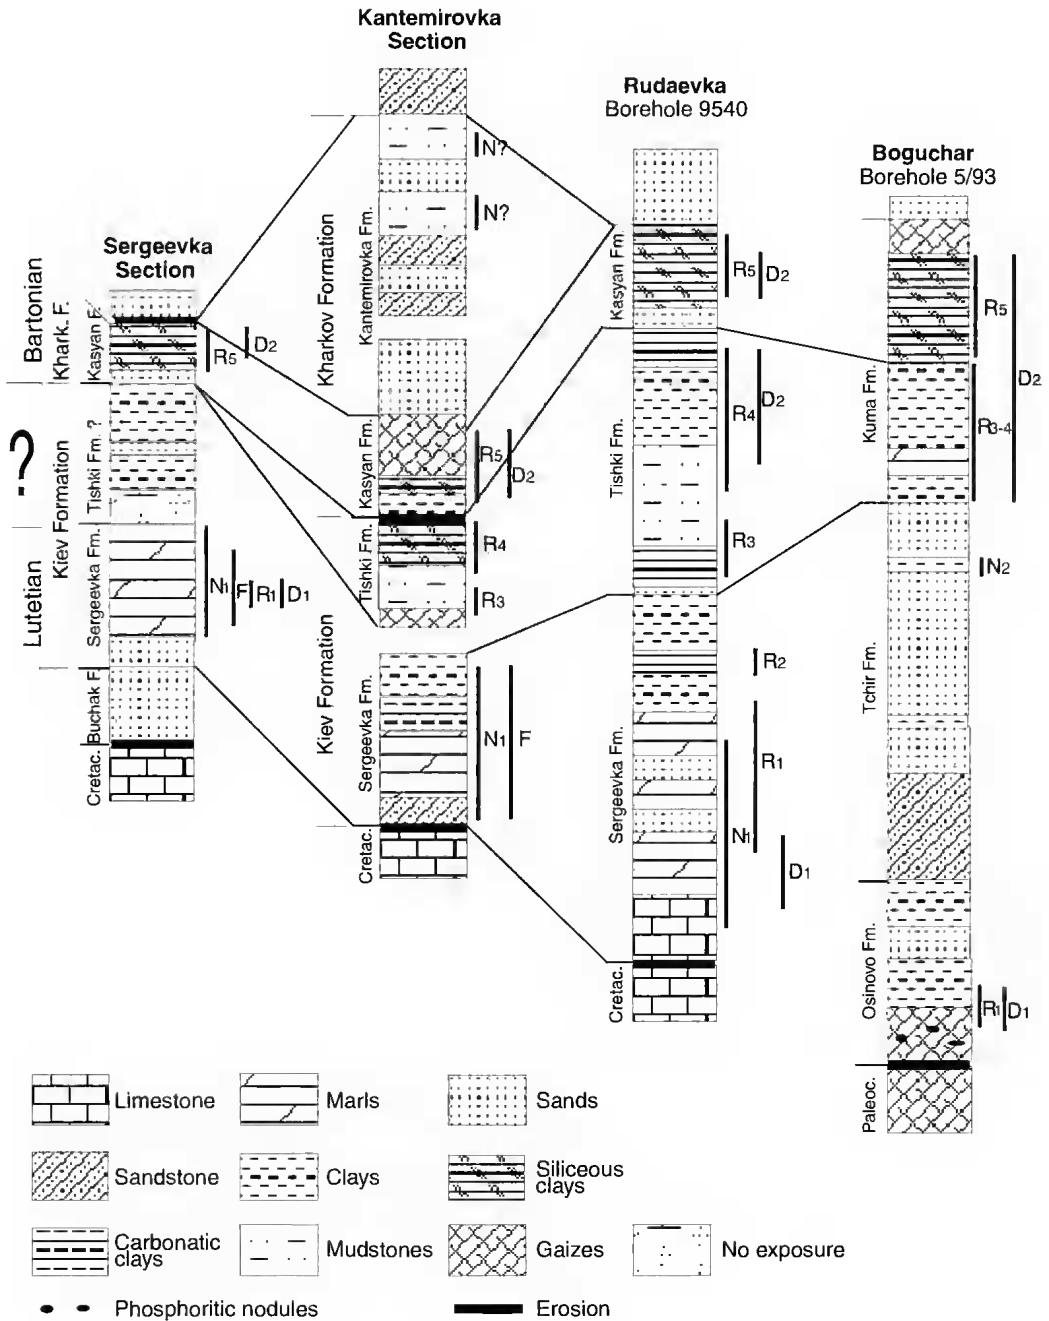 Kantemirovka
Section
N?
N?
Kharkov Formation
Kantemirovka Fm.
Kasyan Fm.
R5
D2
Tishki Fm.
R4
R3
Kiev Formation
Sergeevka Fm.
N1
F
Cretac.
Rudaevka
Borehole 9540
Kasyan Fm.
R5
D2
Tishki Fm.
R4
D2
R3
R2
Sergeevka Fm.
R1
N1
D1
Cretac.
Boguchar
Borehole 5/93
R5
D2
Kuma Fm.
R3-4
N2
Tchir Fm.
Osinovo Fm.
R1
D1
Paleoc.
Sergeevka
Section
Bartonian
Khark. F.
Kasyan F.
D2
R5
?
Kiev Formation
Tishki Fm. ?
Lutetian
Sergeevka Fm.
N1
F
R1
D1
Buchak F.
Cretac.
Limestone
Marls
Sands
Sandstone
Clays
Siliceous
clays
Carbonatic
clays
Mudstones
Gaizes
No exposure
Phosphoritic nodules
Erosion